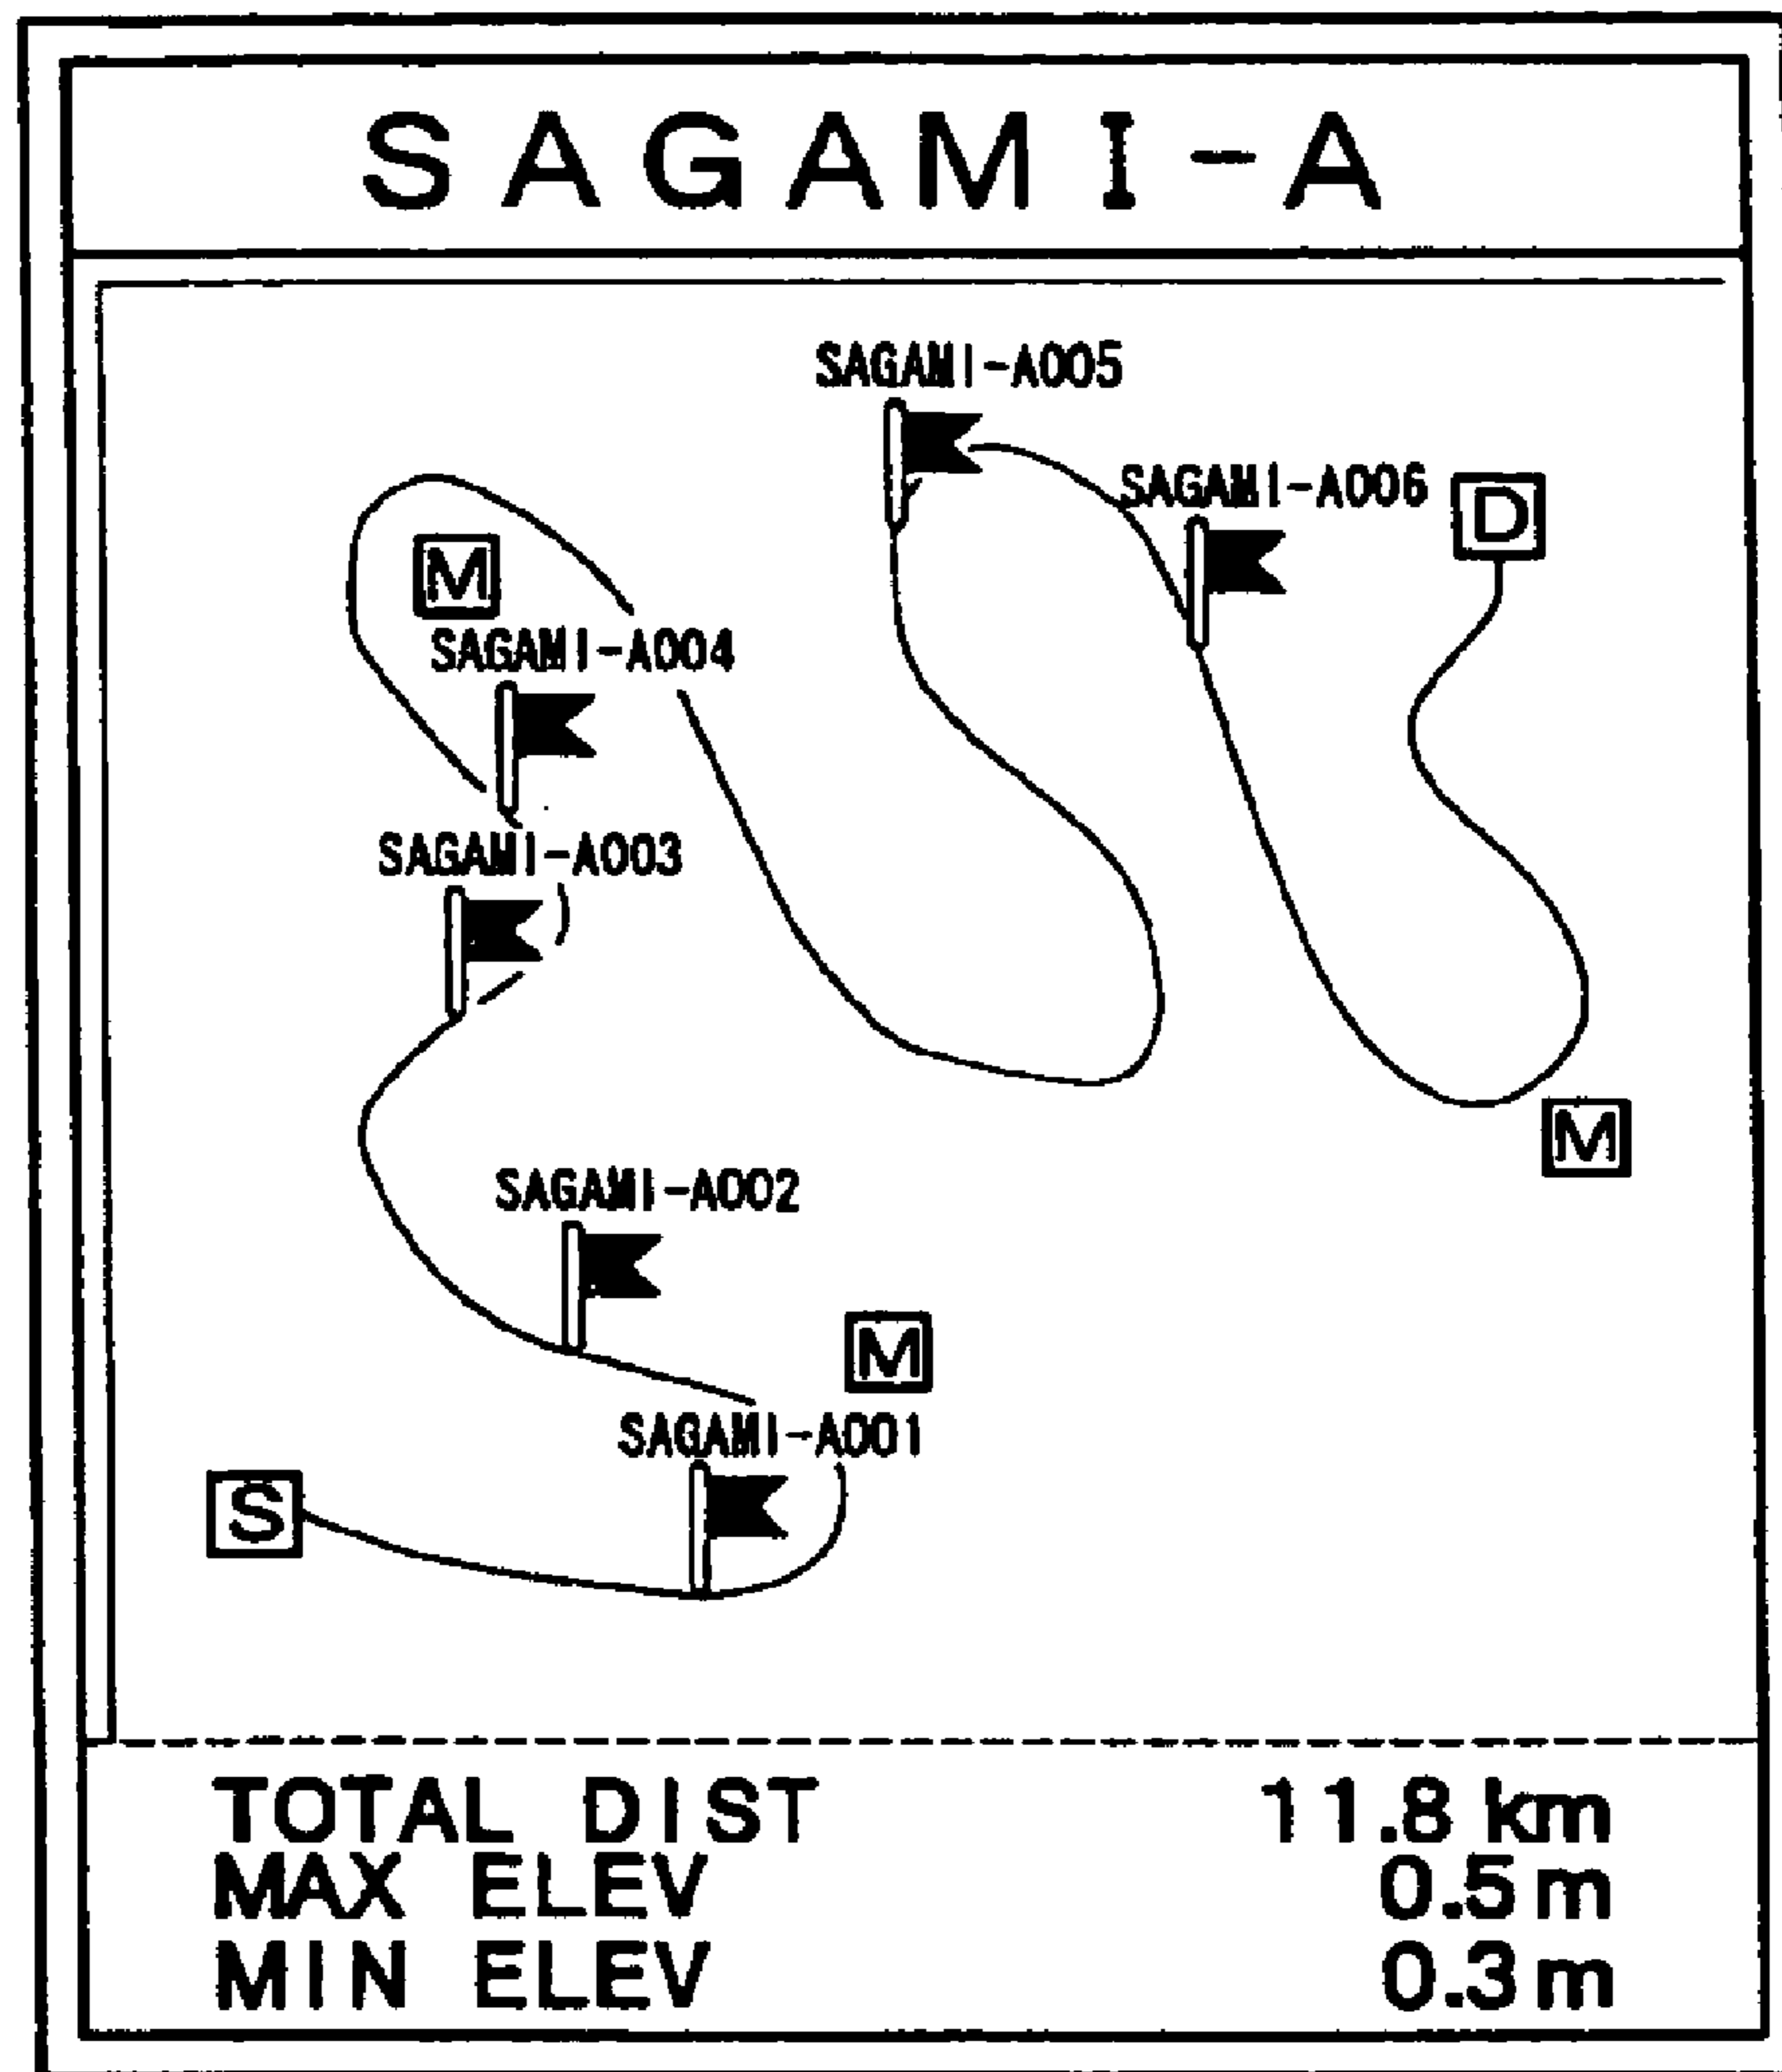 SAGAMI-A
SAGAMI-A005
SAGAMI-A006
D
M
SAGAMI-A004
SAGAMI-A003
M
SAGAMI-A002
M
SAGAMI-A001
S
TOTAL DIST 11.8 km
MAX ELEV 0.5 m
MIN ELEV 0.3 m